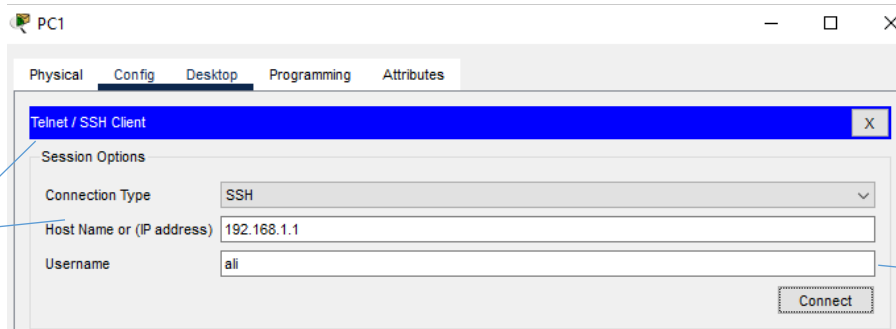 PC1
Physical Config Desktop Programming Attributes
Telnet / SSH Client X
Session Options
Connection Type SSH
Host Name or (IP address) 192.168.1.1
Username ali
Connect